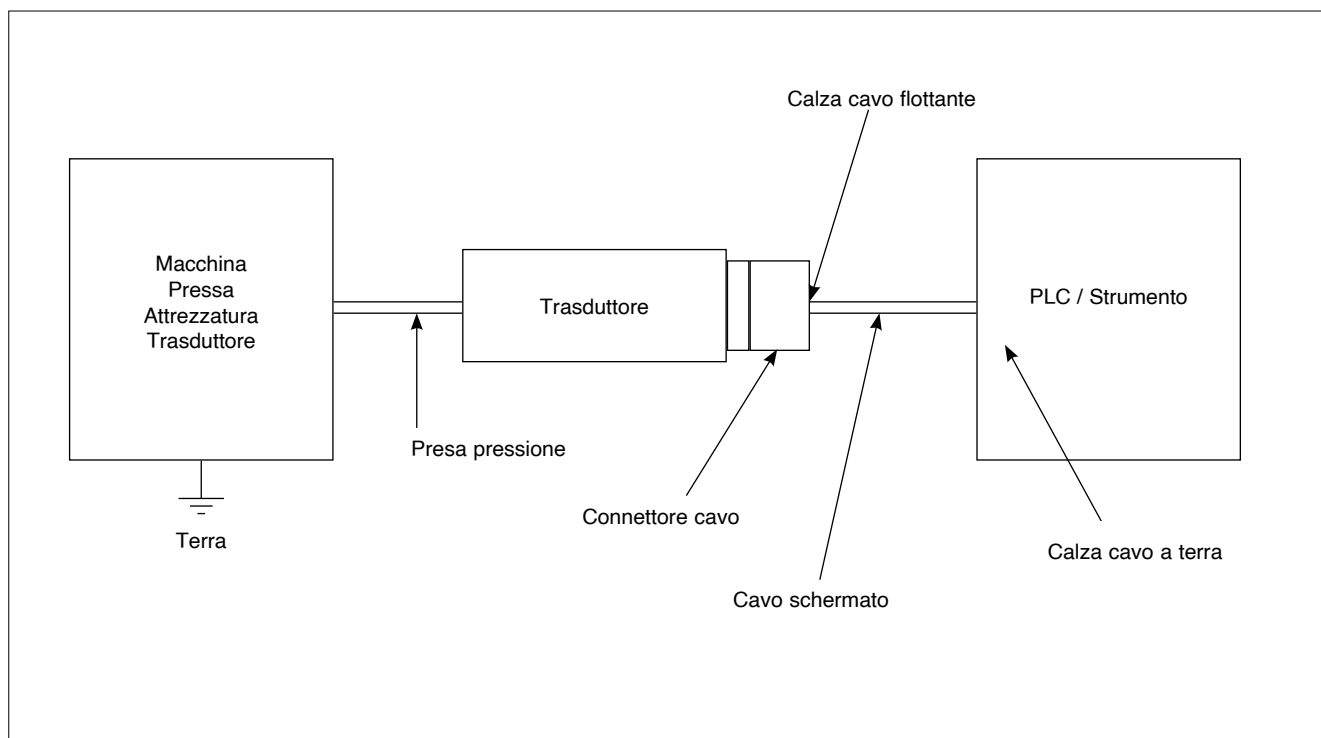 Calza cavo flottante
Macchina
Pressa
Attrezzatura
Trasduttore
Trasduttore
PLC / Strumento
Presa pressione
Connettore cavo
Terra
Calza cavo a terra
Cavo schermato